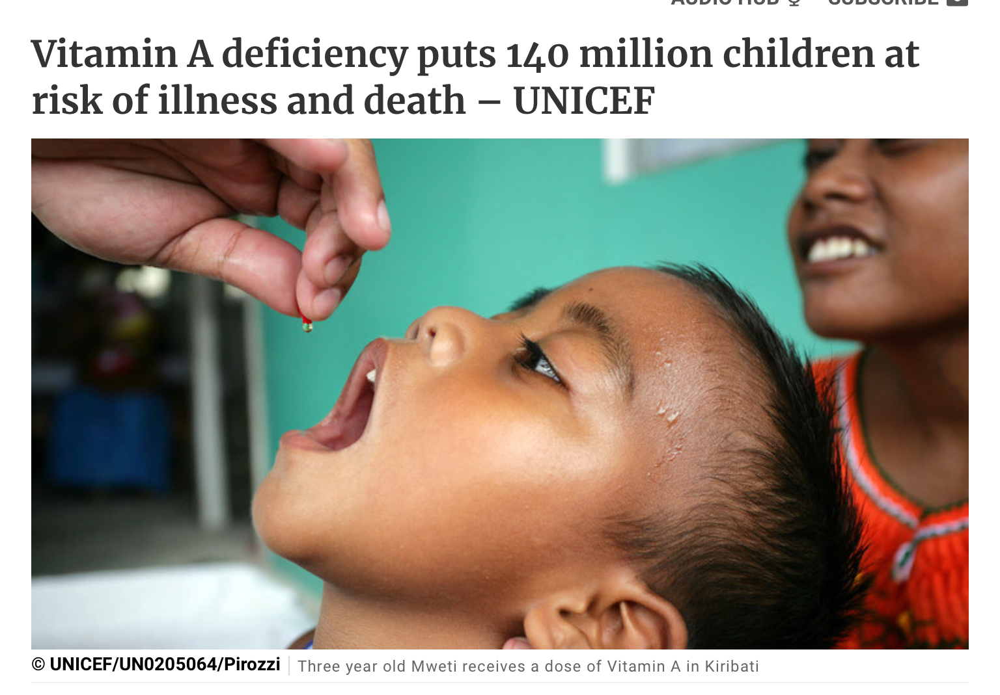 AUDIO HUB SUBSCRIBE
Vitamin A deficiency puts 140 million children at
risk of illness and death – UNICEF
© UNICEF/UN0205064/Pirozzi Three year old Mweti receives a dose of Vitamin A in Kiribati